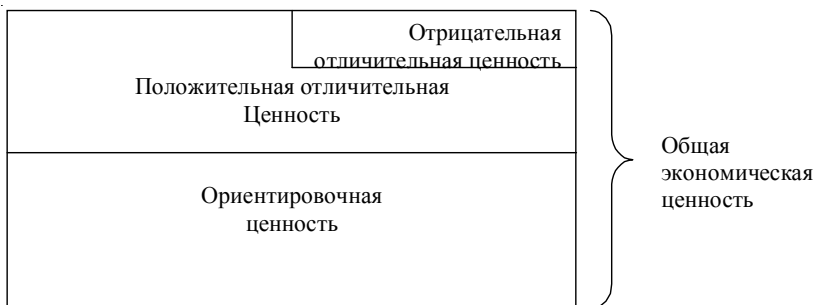 Отрицательная
отличительная ценность
Положительная отличительная
Ценность
Ориентировочная
ценность
Общая
экономическая
ценность